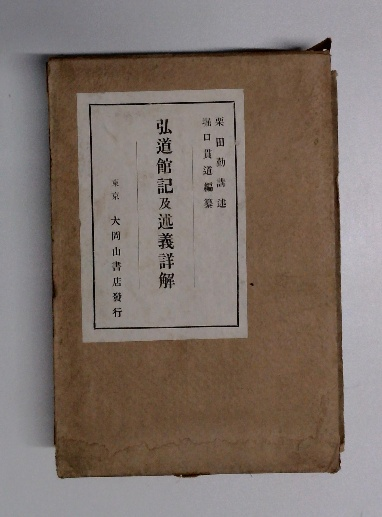 栗田勤講述
堀口貫道編纂
弘道館記及述義詳解
東京 大岡山書店發行